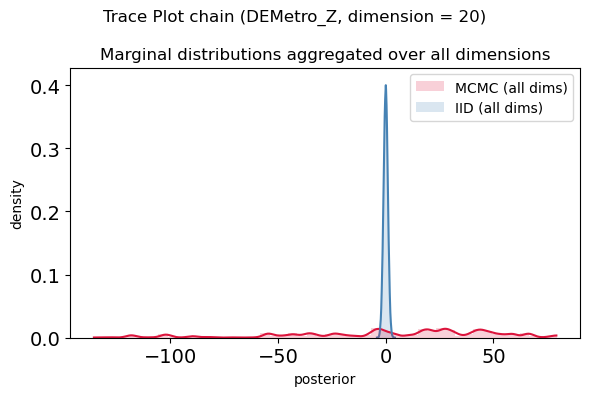 Trace Plot chain (DEMetro_Z, dimension = 20)
Marginal distributions aggregated over all dimensions
MCMC (all dims)
IID (all dims)
density
0.4
0.3
0.2
0.1
0.0
−100
−50
0
50
posterior